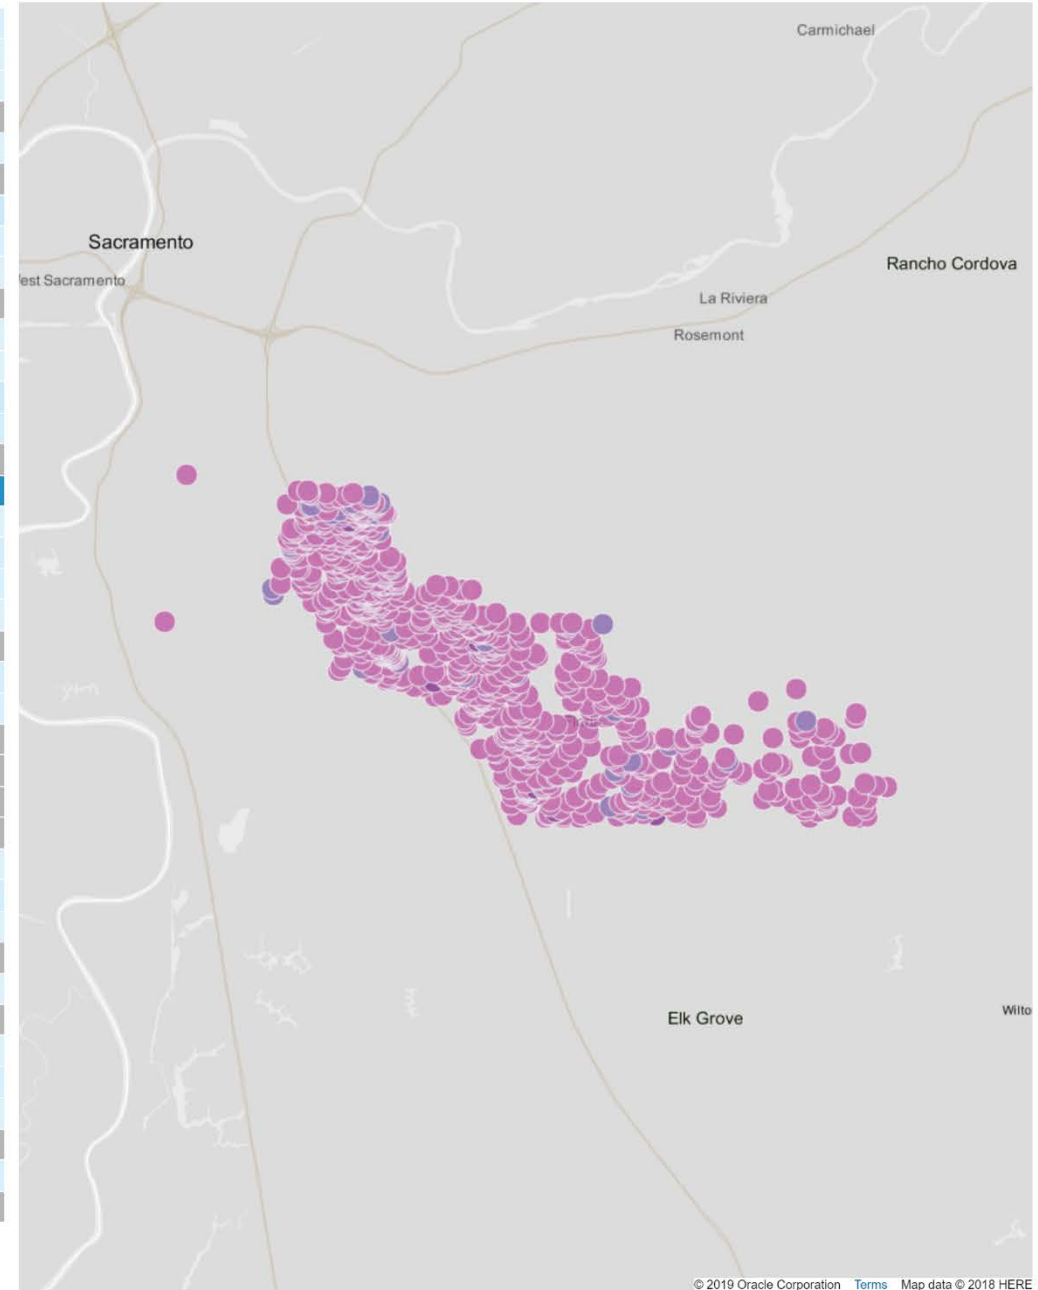 Carmichael
Sacramento
Rancho Cordova
est Sacramento
La Riviera
Rosemont
Elk Grove
Wilto
© 2019 Oracle Corporation Terms Map data © 2018 HERE